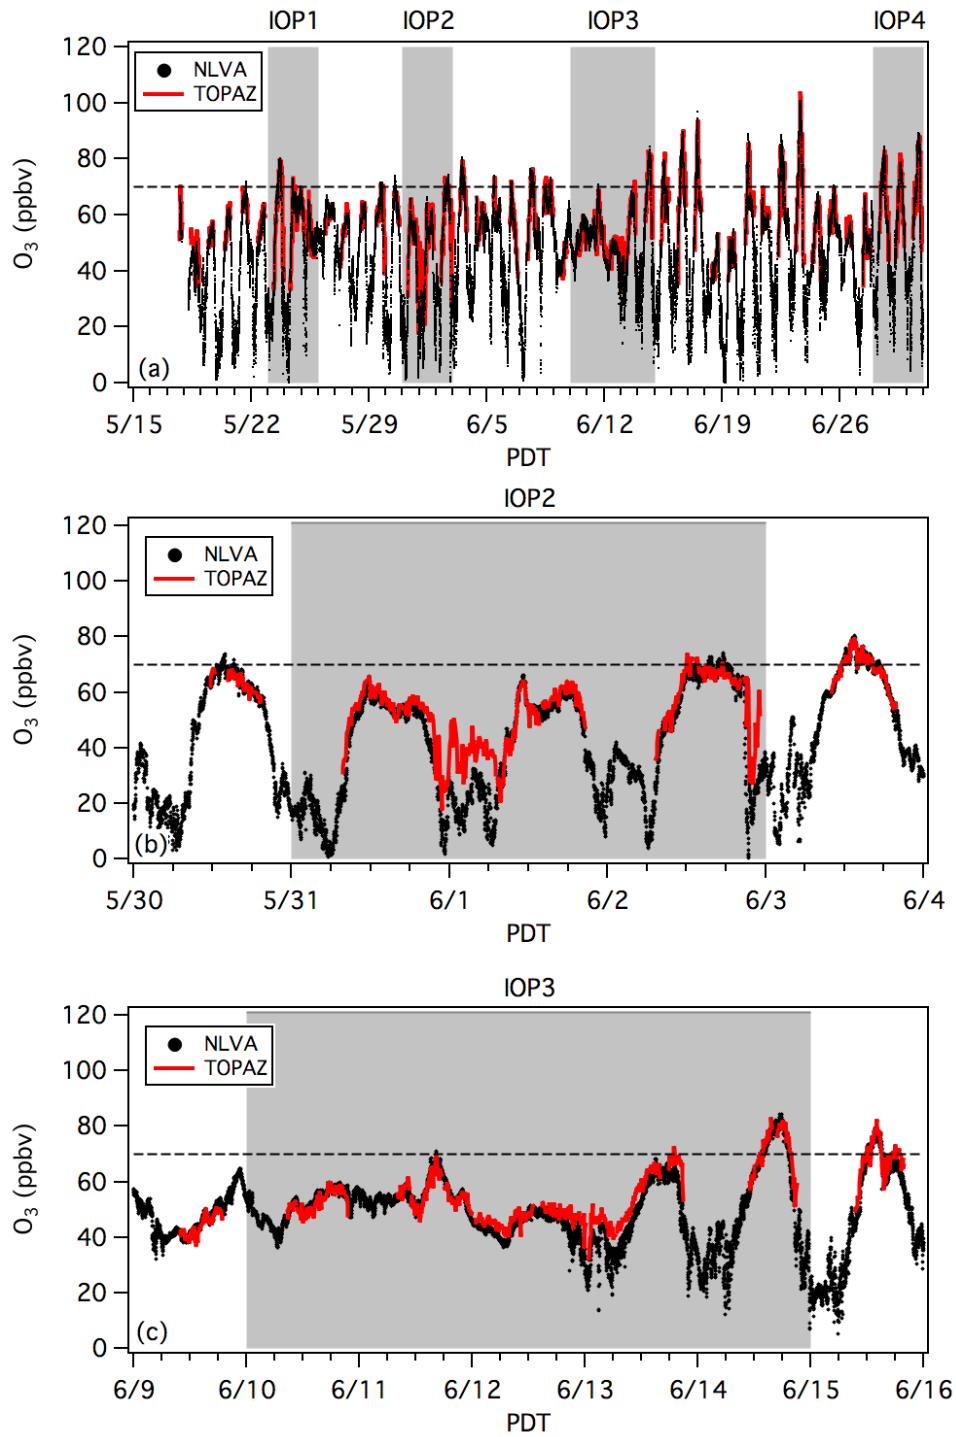 IOP1 IOP2 IOP3 IOP4
120
NLVA
TOPAZ
100
80
60
40
20
0
O3 (ppbv)
(a)
5/15 5/22 5/29 6/5 6/12 6/19 6/26
PDT
IOP2
120
NLVA
TOPAZ
100
80
60
40
20
0
O3 (ppbv)
(b)
5/30 5/31 6/1 6/2 6/3 6/4
PDT
IOP3
120
NLVA
TOPAZ
100
80
60
40
20
0
O3 (ppbv)
(c)
6/9 6/10 6/11 6/12 6/13 6/14 6/15 6/16
PDT